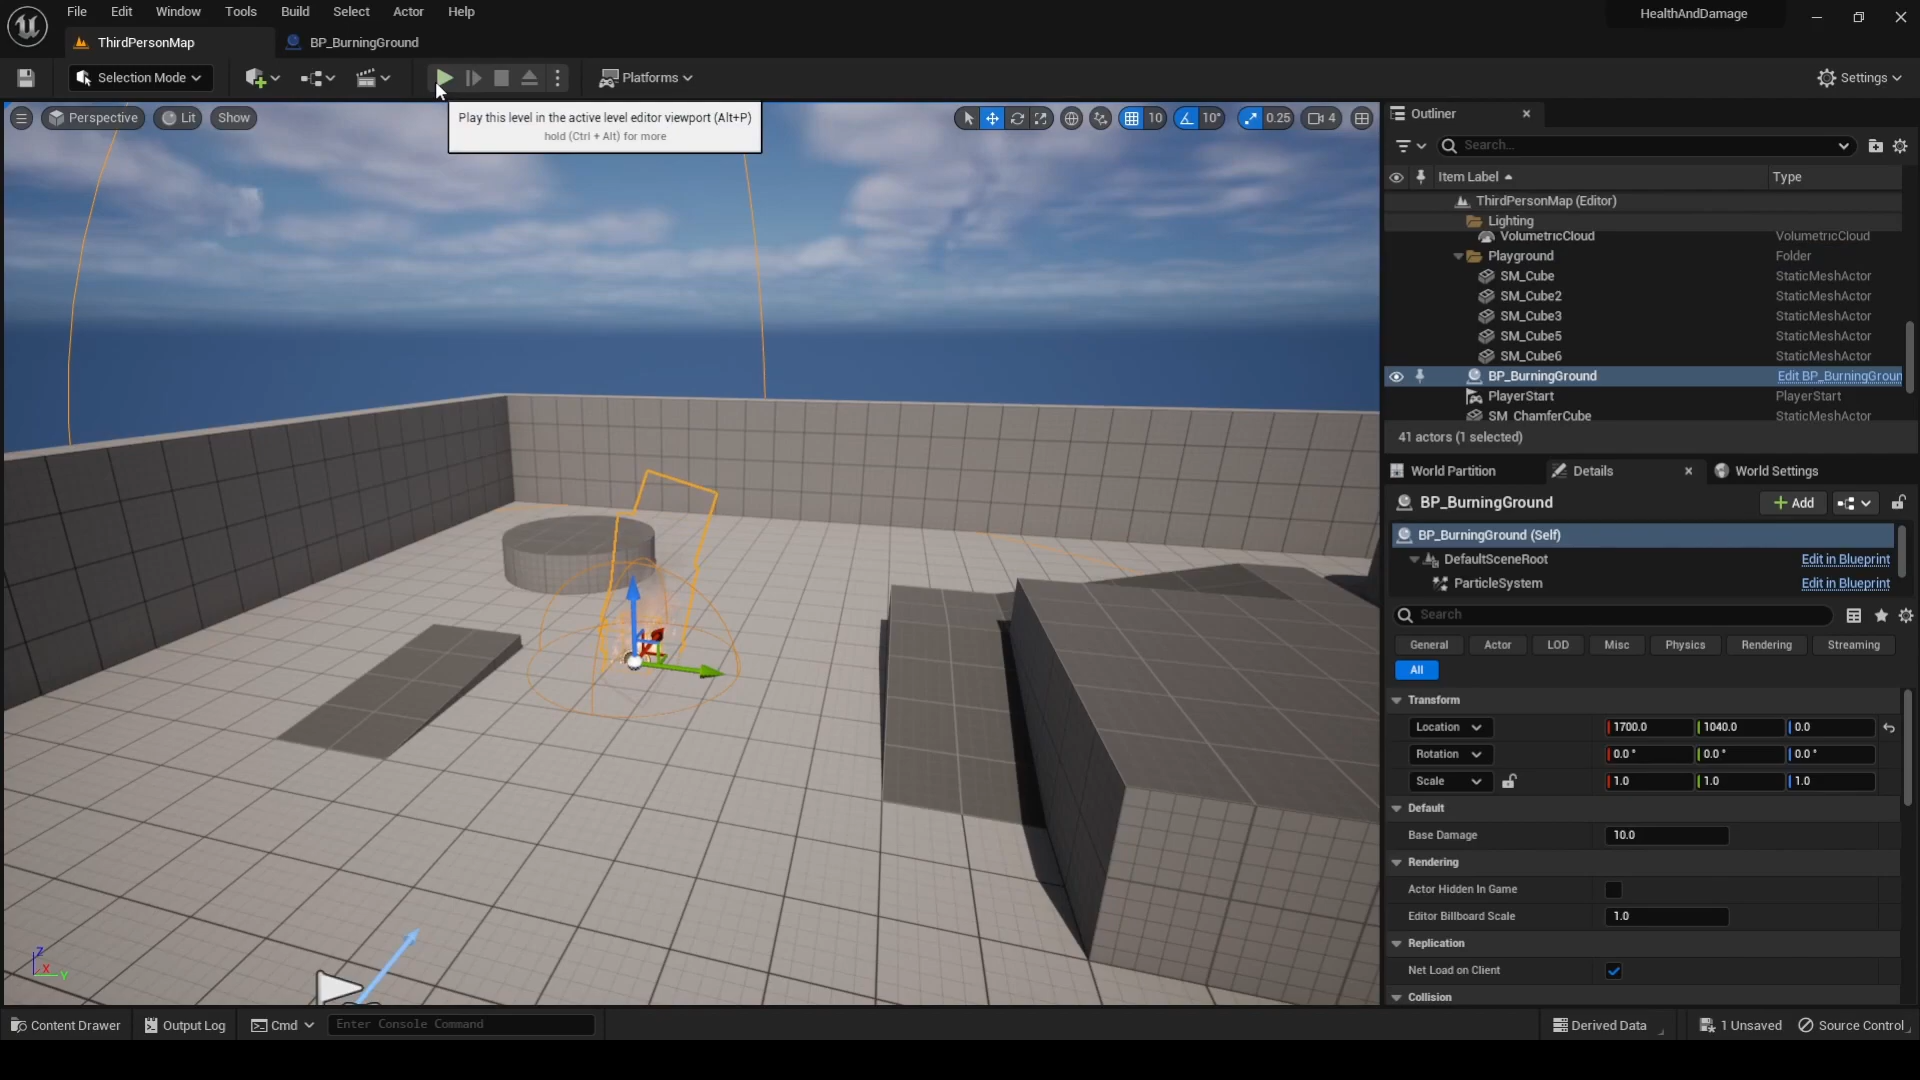 File Edit Window Tools Build Select Actor Help
HealthAndDamage
ThirdPersonMap
BP_BurningGround
Selection Mode
Platforms
Settings
Play this level in the active level editor viewport (Alt+P)
hold (Ctrl + Alt) for more
Perspective
Lit
Show
10
10°
0.25
4
Outliner
Search...
Item Label
Type
ThirdPersonMap (Editor)
Lighting
VolumetricCloud VolumetricCloud
Playground Folder
SM_Cube StaticMeshActor
SM_Cube2 StaticMeshActor
SM_Cube3 StaticMeshActor
SM_Cube5 StaticMeshActor
SM_Cube6 StaticMeshActor
BP_BurningGround Edit BP_BurningGroun
PlayerStart PlayerStart
SM_ChamferCube StaticMeshActor
41 actors (1 selected)
World Partition
Details
World Settings
BP_BurningGround
Add
BP_BurningGround (Self)
DefaultSceneRoot Edit in Blueprint
ParticleSystem Edit in Blueprint
Search
General Actor LOD Misc Physics Rendering Streaming
All
Transform
Location 1700.0 1040.0 0.0
Rotation 0.0° 0.0° 0.0°
Scale 1.0 1.0 1.0
Default
Base Damage 10.0
Rendering
Actor Hidden In Game
Editor Billboard Scale 1.0
Replication
Net Load on Client
Collision
Z
X
Y
Content Drawer
Output Log
Cmd
Enter Console Command
Derived Data
1 Unsaved
Source Control